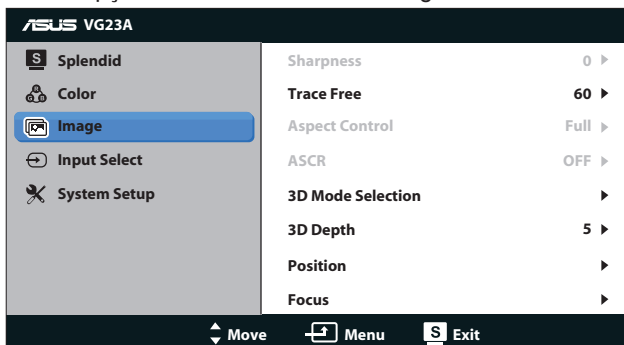 ASUS VG23A
S Splendid
Color
Image
Input Select
System Setup
Sharpness 0
Trace Free 60
Aspect Control Full
ASCR OFF
3D Mode Selection
3D Depth 5
Position
Focus
Move Menu S Exit